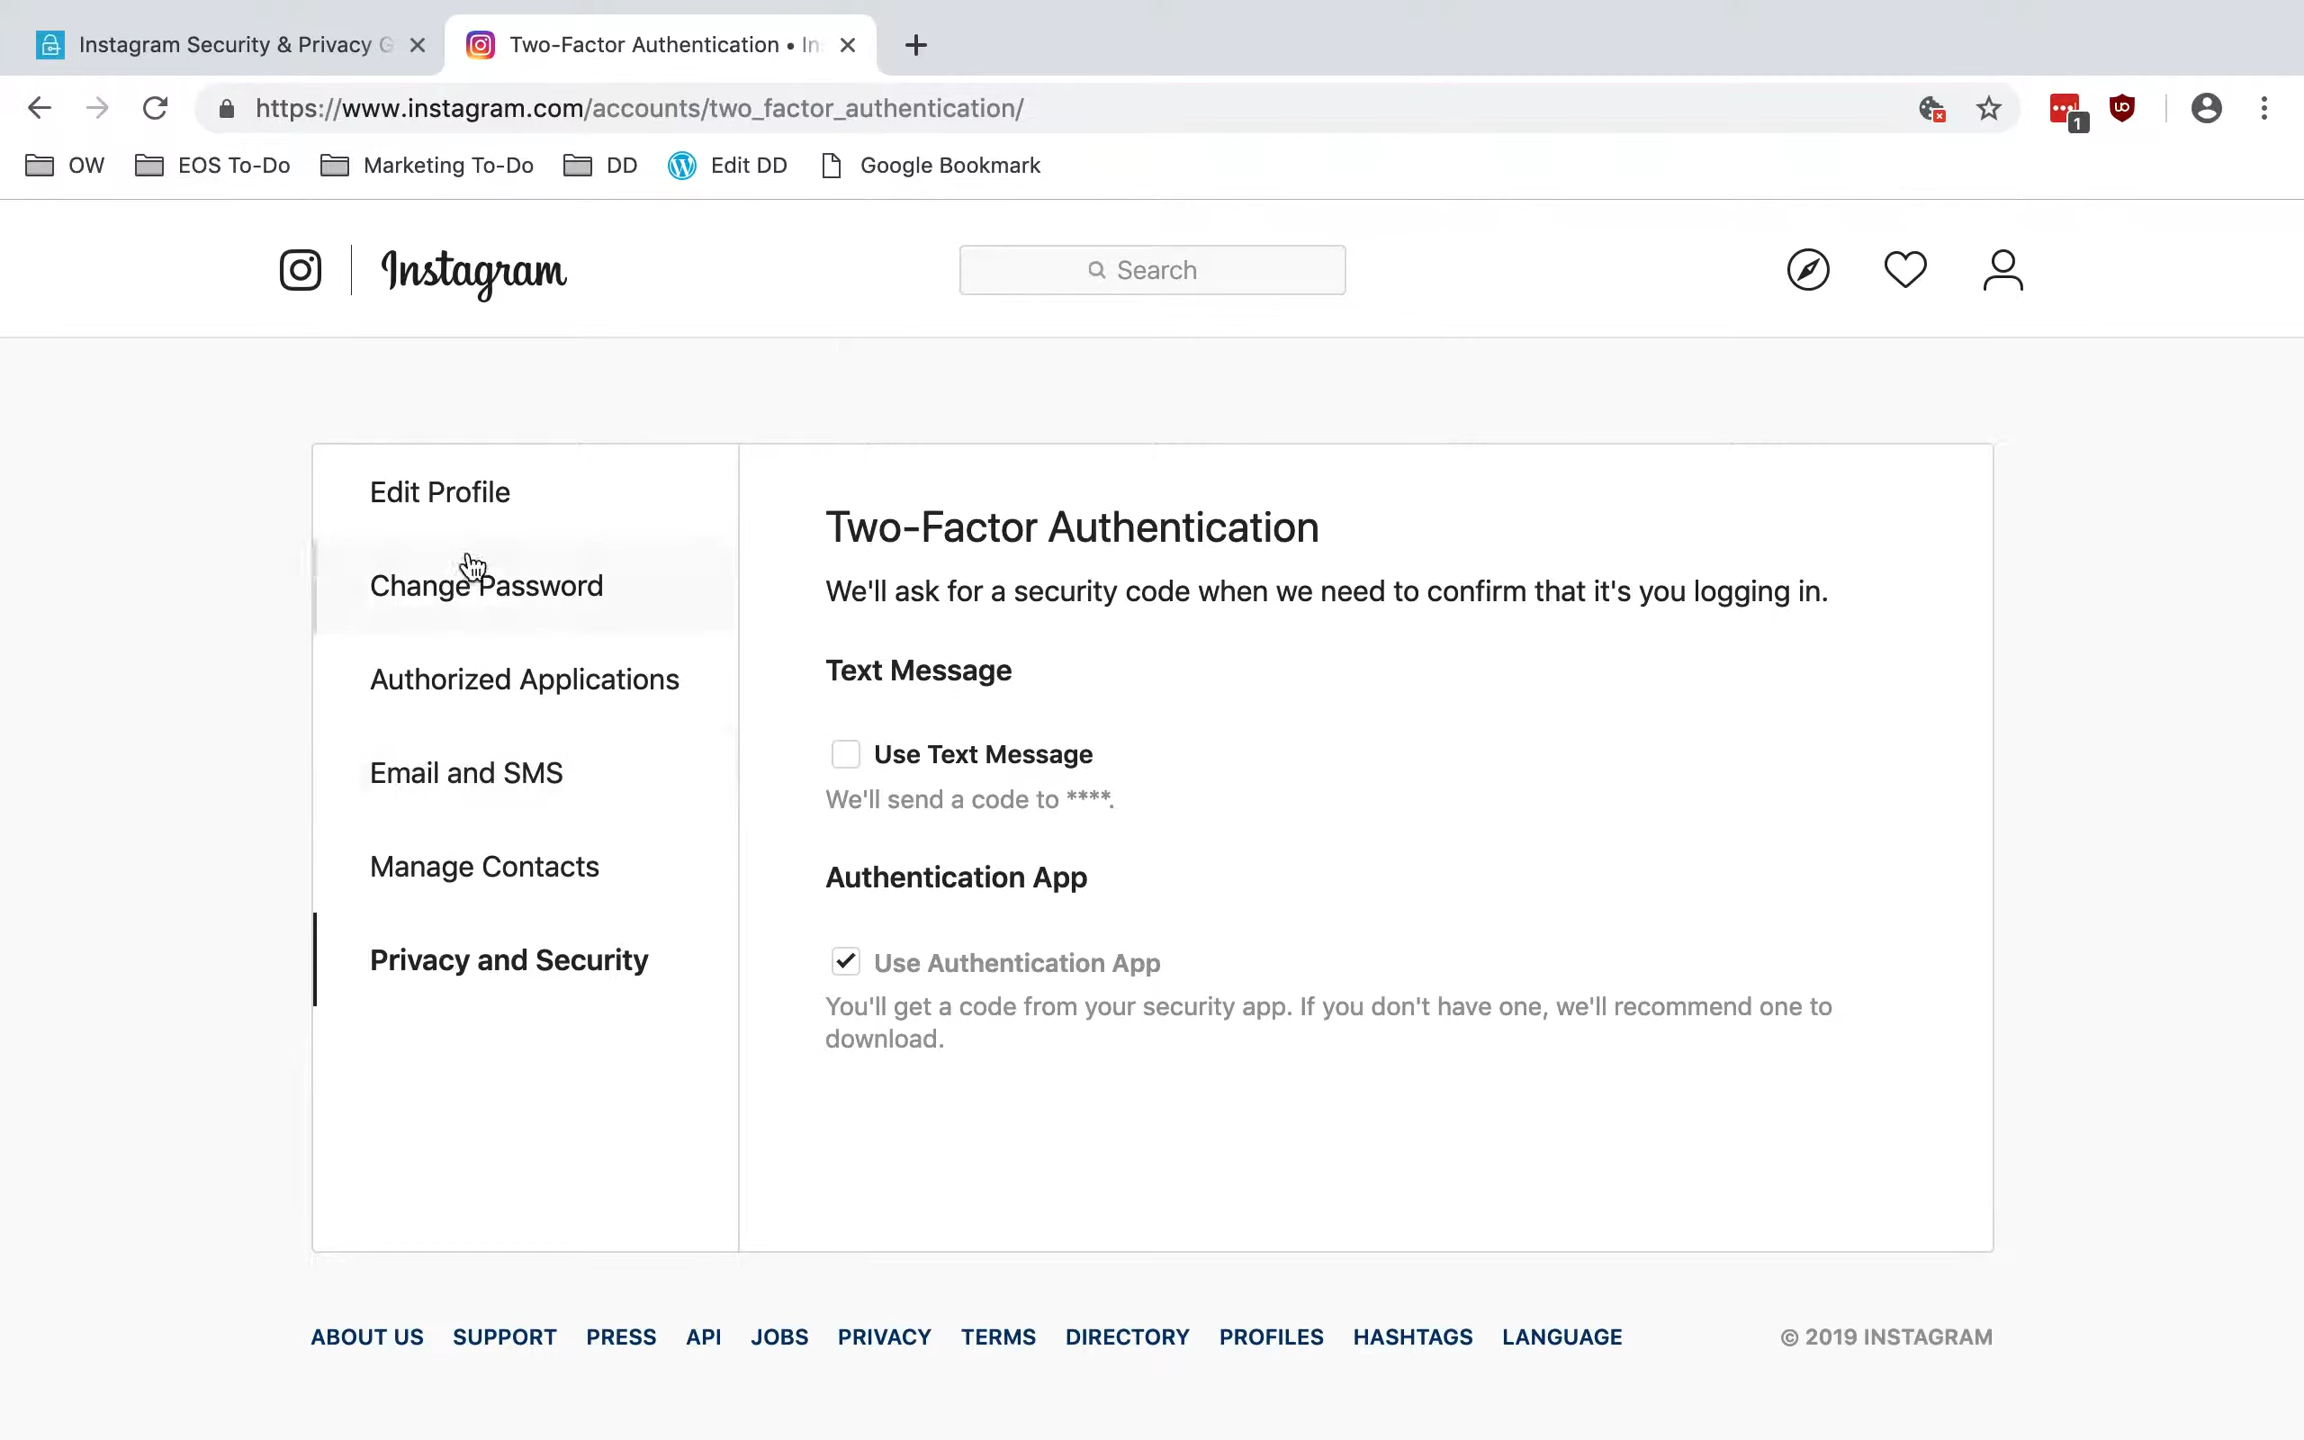 Instagram Security & Privacy G
Two-Factor Authentication • In
https://www.instagram.com/accounts/two_factor_authentication/
1
OW
EOS To-Do
Marketing To-Do
DD
Edit DD
Google Bookmark
Instagram
Search
Edit Profile
Change Password
Authorized Applications
Email and SMS
Manage Contacts
Privacy and Security
Two-Factor Authentication
We'll ask for a security code when we need to confirm that it's you logging in.
Text Message
Use Text Message
We'll send a code to ****.
Authentication App
Use Authentication App
You'll get a code from your security app. If you don't have one, we'll recommend one to
download.
ABOUT US SUPPORT PRESS API JOBS PRIVACY TERMS DIRECTORY PROFILES HASHTAGS LANGUAGE © 2019 INSTAGRAM